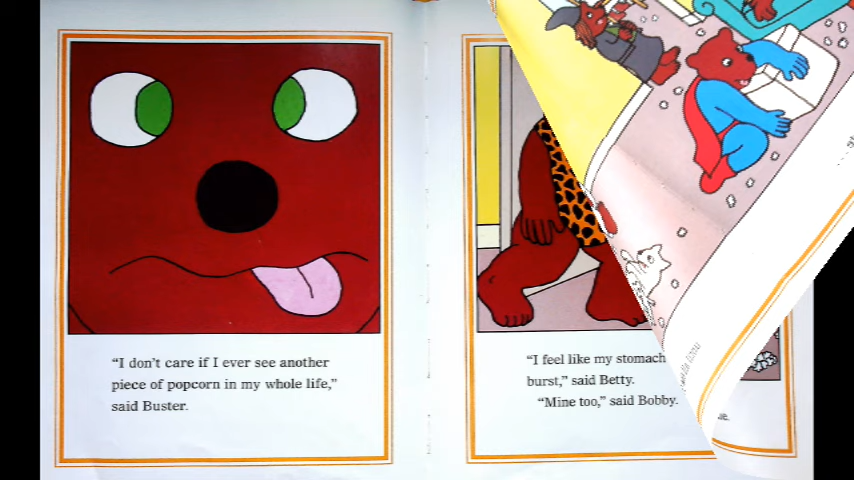 “I don't care if I ever see another
piece of popcorn in my whole life,”
said Buster.
“I feel like my stomach
burst,” said Betty.
“Mine too,” said Bobby.